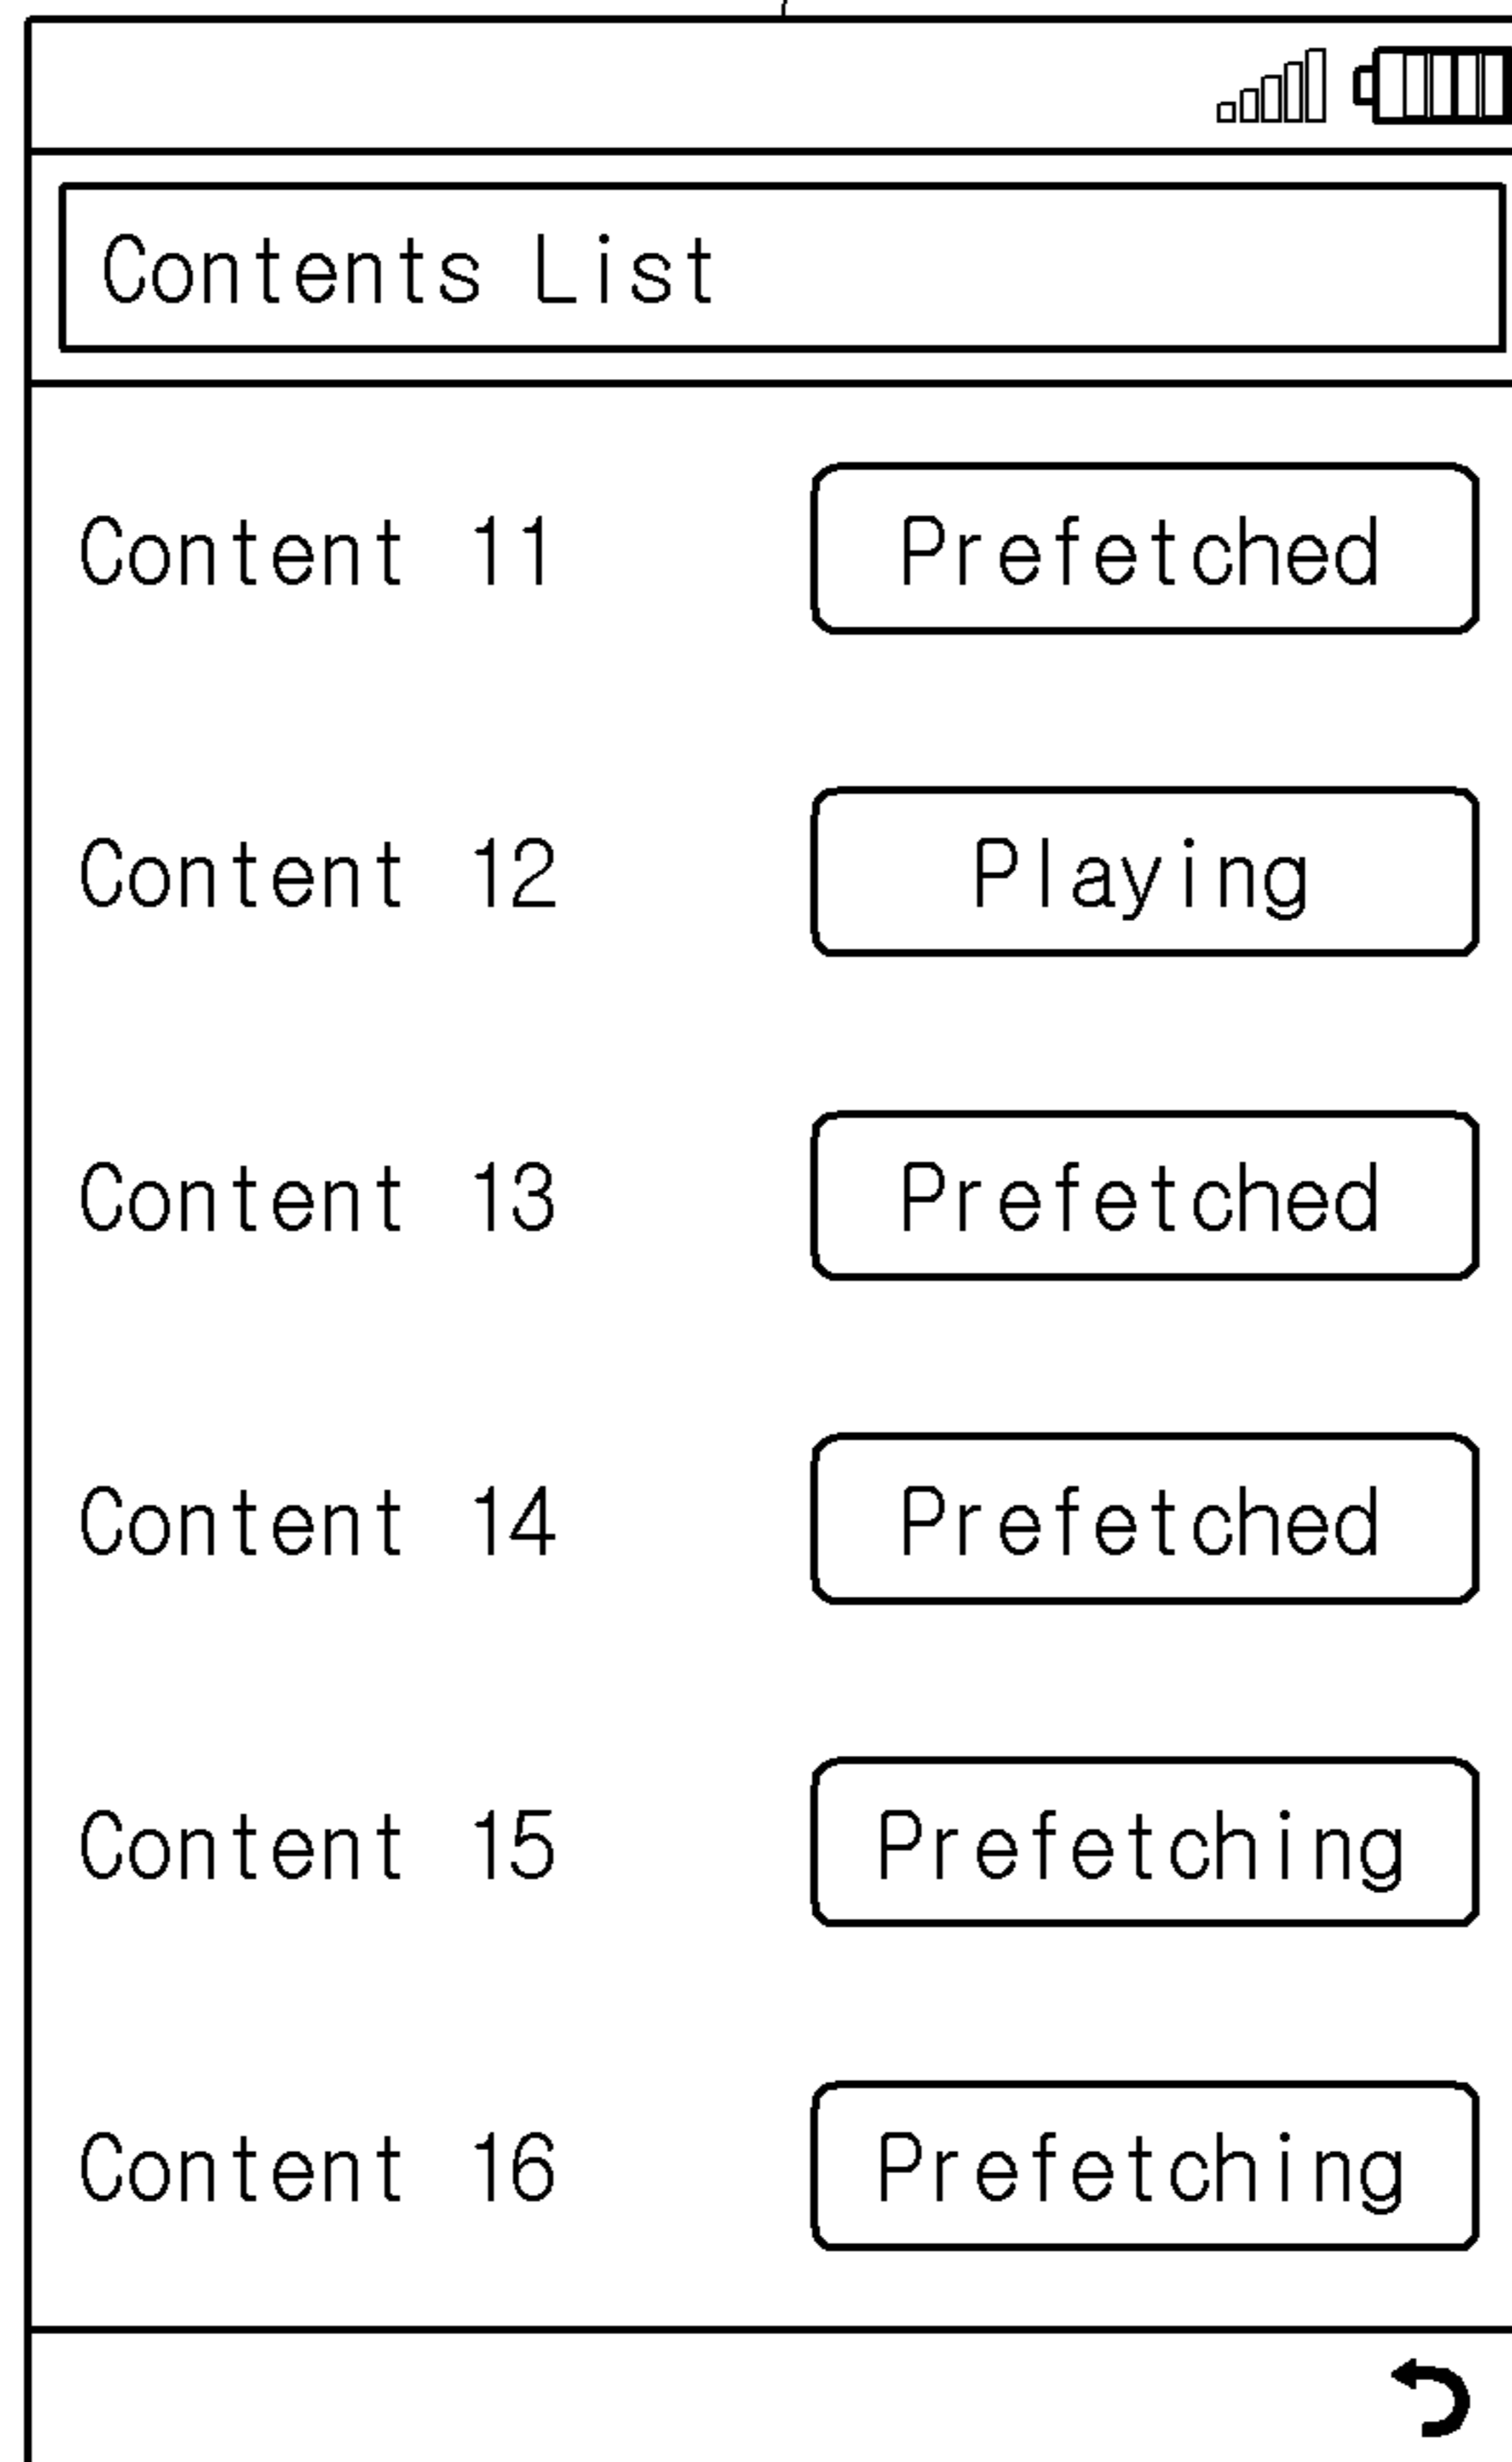 Contents List
Content 11 Prefetched
Content 12 Playing
Content 13 Prefetched
Content 14 Prefetched
Content 15 Prefetching
Content 16 Prefetching